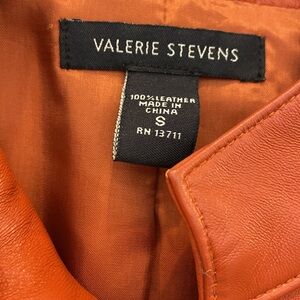 VALERIE STEVENS
100% LEATHER
MADE IN
CHINA
S
RN 13711